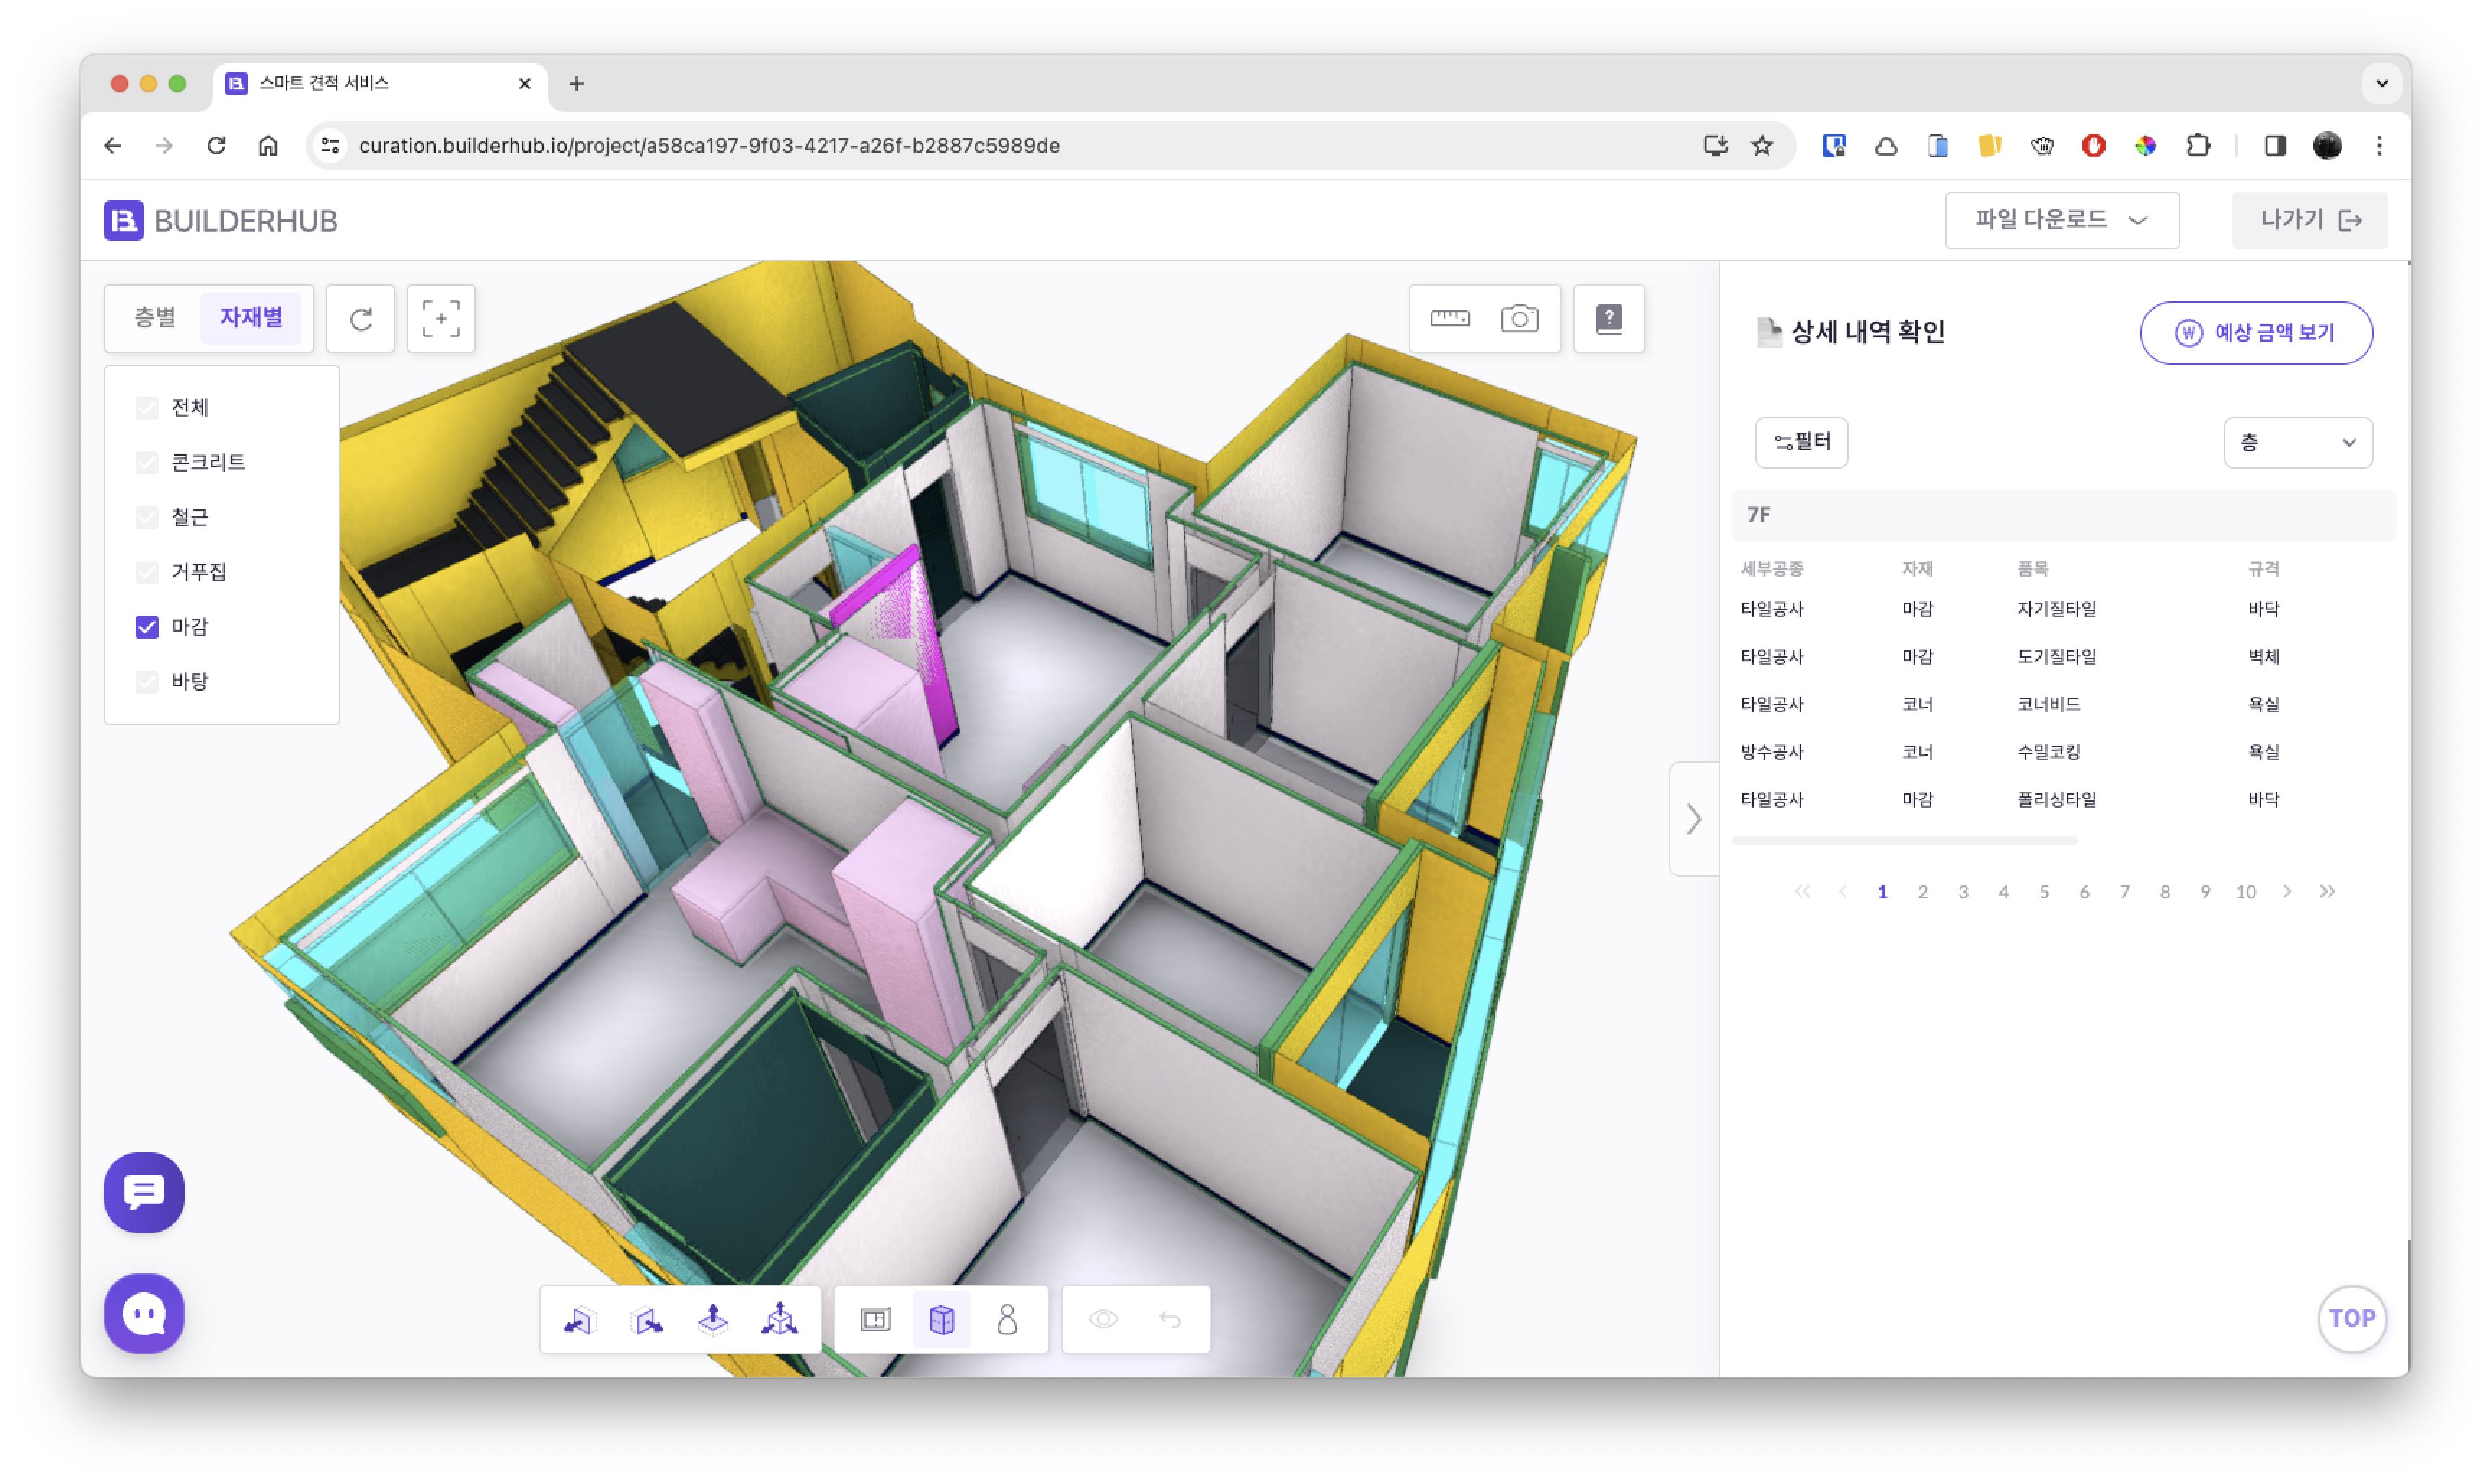 스마트 견적 서비스
curation.builderhub.io/project/a58ca197-9f03-4217-a26f-b2887c5989de
BUILDERHUB
파일 다운로드
나가기
층별
자재별
전체
콘크리트
철근
거푸집
마감
바탕
상세 내역 확인
예상 금액 보기
필터
층
7F
세부공종 자재 품목 규격
타일공사 마감 자기질타일 바닥
타일공사 마감 도기질타일 벽체
타일공사 코너 코너비드 욕실
방수공사 코너 수밀코킹 욕실
타일공사 마감 폴리싱타일 바닥
1 2 3 4 5 6 7 8 9 10
TOP